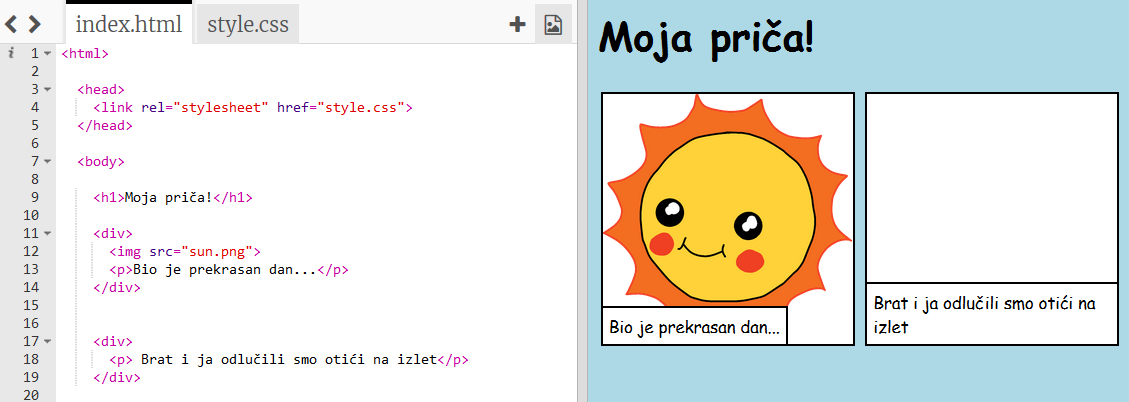 index.html style.css
1 <html>
2
3 <head>
4 <link rel="stylesheet" href="style.css">
5 </head>
6
7 <body>
8
9 <h1>Moja priča!</h1>
10
11 <div>
12 <img src="sun.png">
13 <p>Bio je prekrasan dan...</p>
14 </div>
15
16
17 <div>
18 <p> Brat i ja odlučili smo otići na izlet</p>
19 </div>
20
Moja priča!
Bio je prekrasan dan...
Brat i ja odlučili smo otići na
izlet